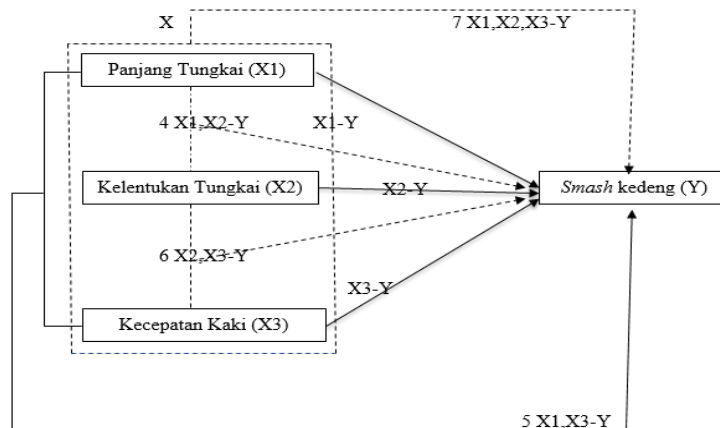 X
7 X1,X2,X3-Y
Panjang Tungkai (X1)
4 X1,X2-Y
X1-Y
Kelentukan Tungkai (X2)
X2-Y
Smash kedeng (Y)
6 X2,X3-Y
X3-Y
Kecepatan Kaki (X3)
5 X1,X3-Y